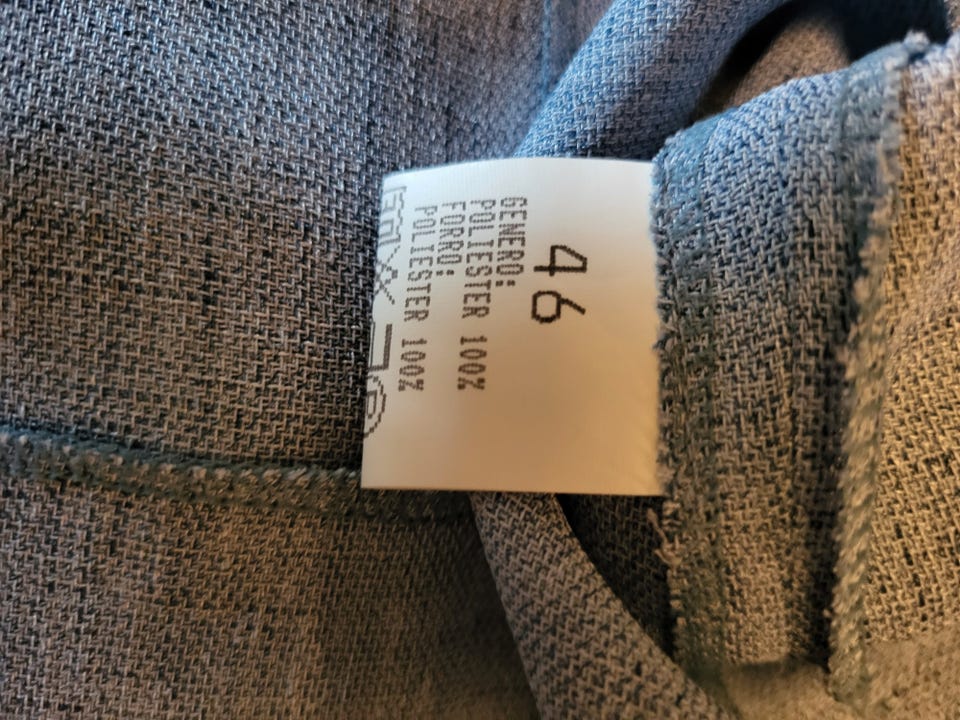 46
GENERO:
POLIESTER 100%
FORRO:
POLIESTER 100%